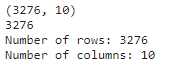 (3276, 10)
3276
Number of rows: 3276
Number of columns: 10